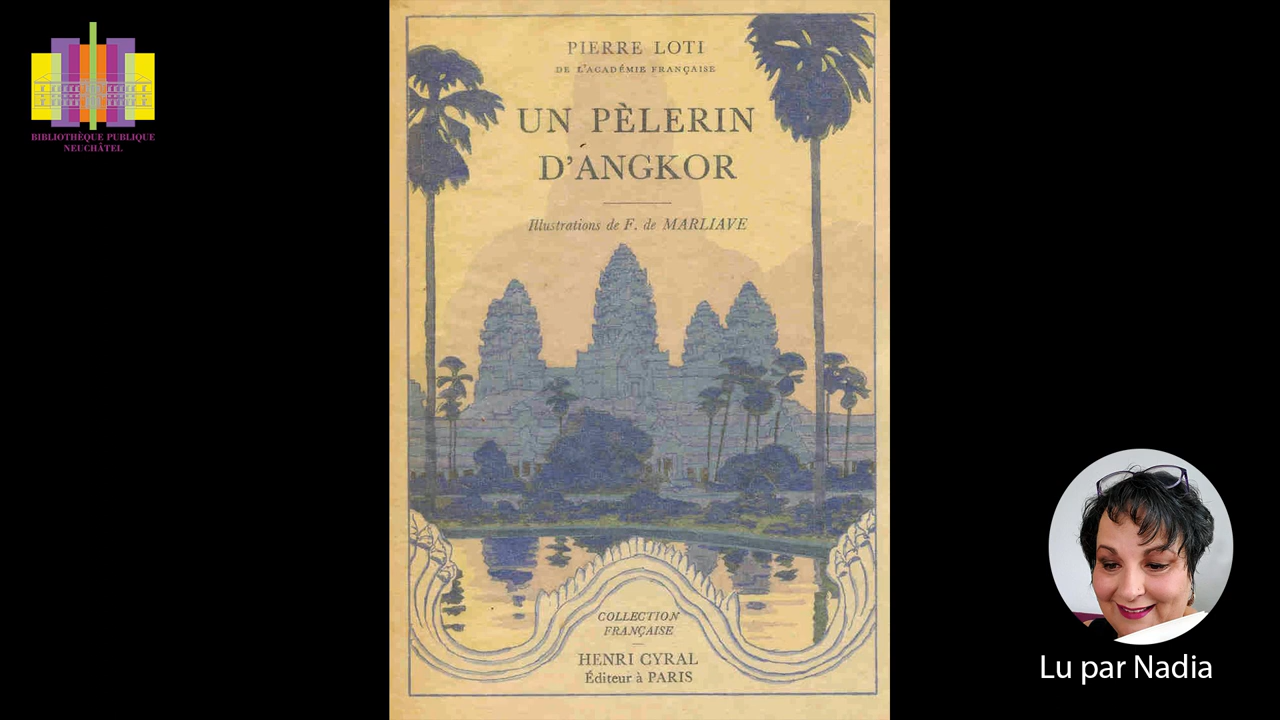 BIBLIOTHÈQUE PUBLIQUE
NEUCHÂTEL
PIERRE LOTI
DE L'ACADÉMIE FRANÇAISE
UN PÈLERIN
D'ANGKOR
Illustrations de F. de MARLIAVE
COLLECTION
FRANÇAISE
HENRI CYRAL
Éditeur à PARIS
Lu par Nadia